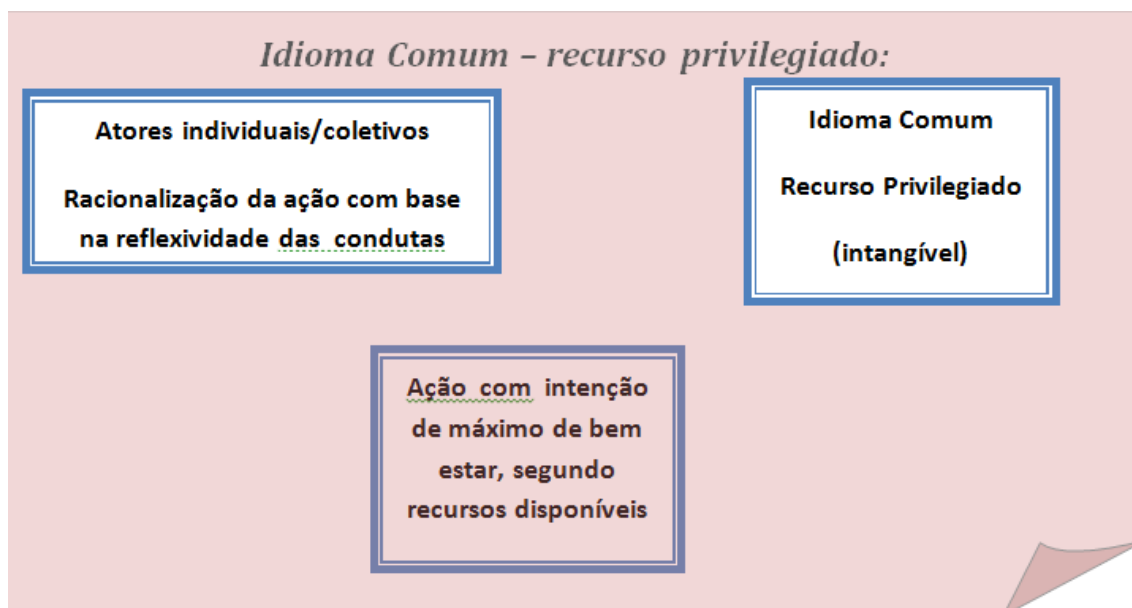 Idioma Comum – recurso privilegiado:
Atores individuais/coletivos
Racionalização da ação com base
na reflexividade das condutas
Idioma Comum
Recurso Privilegiado
(intangível)
Ação com intenção
de máximo de bem
estar, segundo
recursos disponíveis